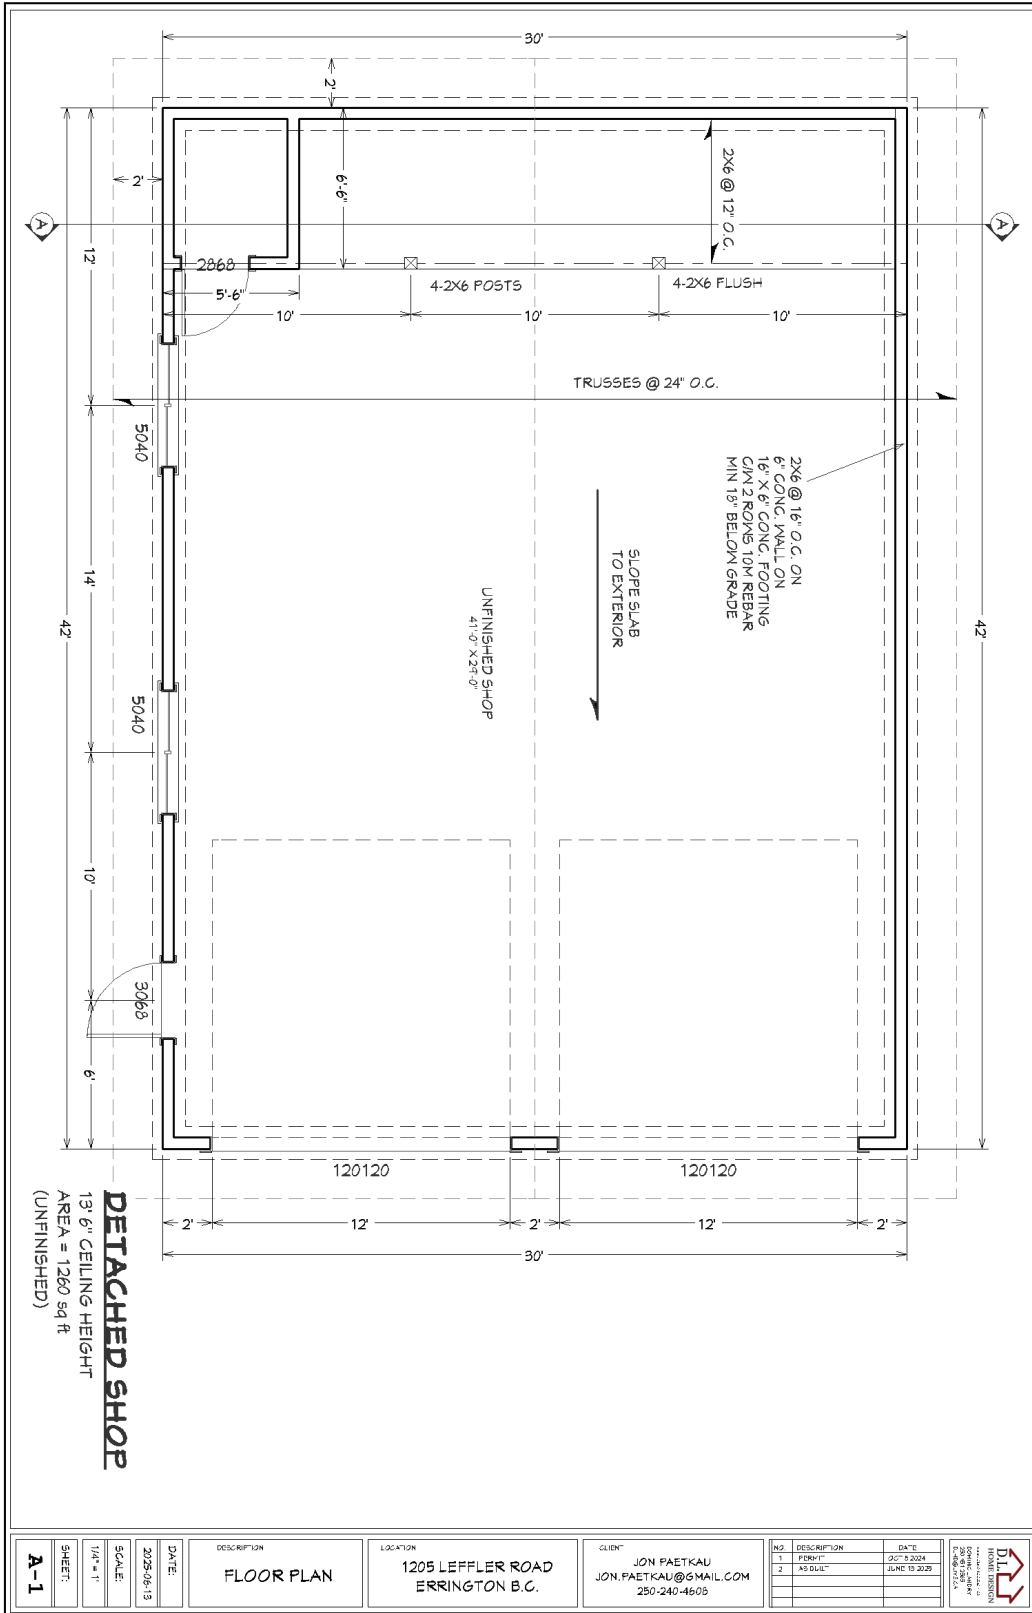 30'
2'
6'-6"
2X6 @ 12" O.C.
2'
A
A
12'
2868
5'-6"
4-2X6 POSTS
4-2X6 FLUSH
10'
10'
10'
TRUSSES @ 24" O.C.
5040
2X6 @ 16" O.C. ON
6" CONC. WALL ON
16" X 6" CONC. FOOTING
C/W 2 ROWS 10M REBAR
MIN 18" BELOW GRADE
14'
42'
42'
SLOPE SLAB
TO EXTERIOR
UNFINISHED SHOP
41'-0" X 29'-0"
5040
10'
3068
6'
120120
120120
2'
12'
2'
12'
2'
30'
DETACHED SHOP
13' 6" CEILING HEIGHT
AREA = 1260 sq ft
(UNFINISHED)
SHEET:
A-1
SCALE:
1/4" = 1'
DATE:
2025-06-13
DESCRIPTION
FLOOR PLAN
LOCATION
1205 LEFFLER ROAD
ERRINGTON B.C.
CLIENT
JON PAETKAU
JON.PAETKAU@GMAIL.COM
250-240-4608
NO. DESCRIPTION DATE
1 PERMIT OCT 8 2024
2 AS BUILT JUNE 13 2025
D.L.
HOME DESIGN